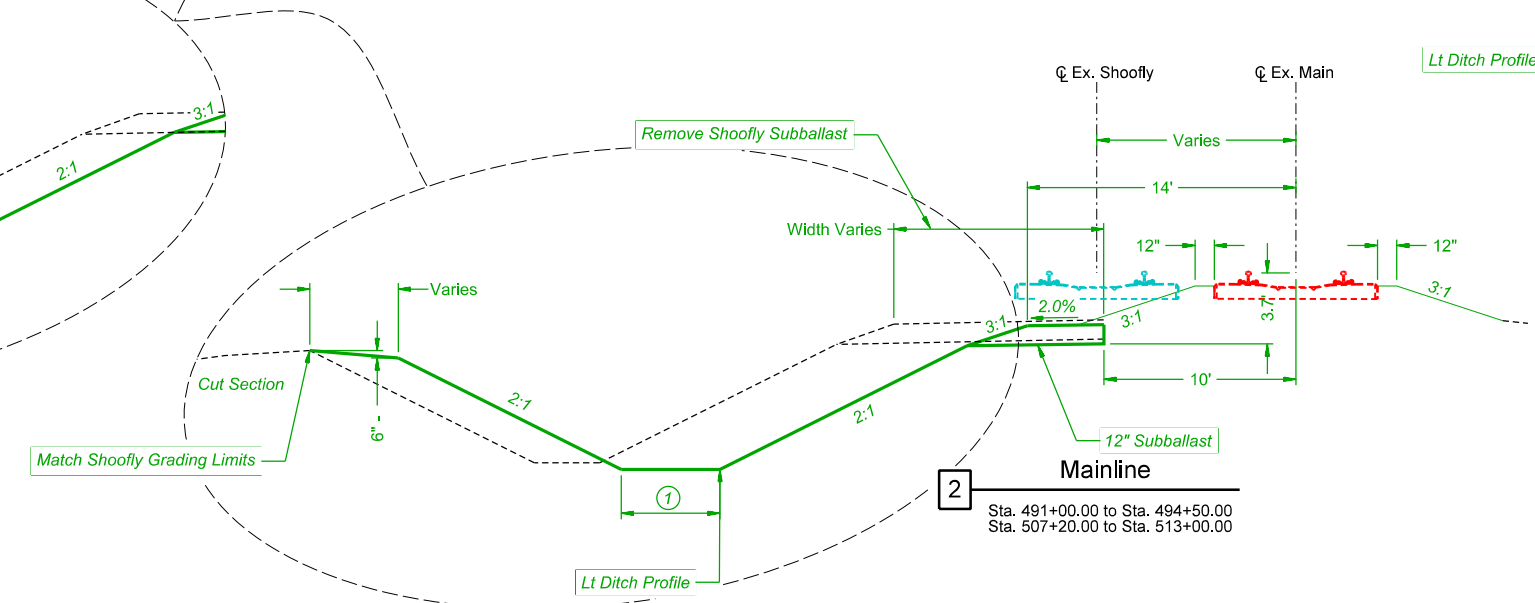 Lt Ditch Profile
℄ Ex. Shoofly
℄ Ex. Main
3:1
Remove Shoofly Subballast
Varies
2:1
14'
Width Varies
12"
12"
Varies
3:1
2.0%
3.7'
3:1
3:1
Cut Section
10'
2:1
2:1
6" -
12" Subballast
Match Shoofly Grading Limits
Mainline
2
1
Sta. 491+00.00 to Sta. 494+50.00
Sta. 507+20.00 to Sta. 513+00.00
Lt Ditch Profile